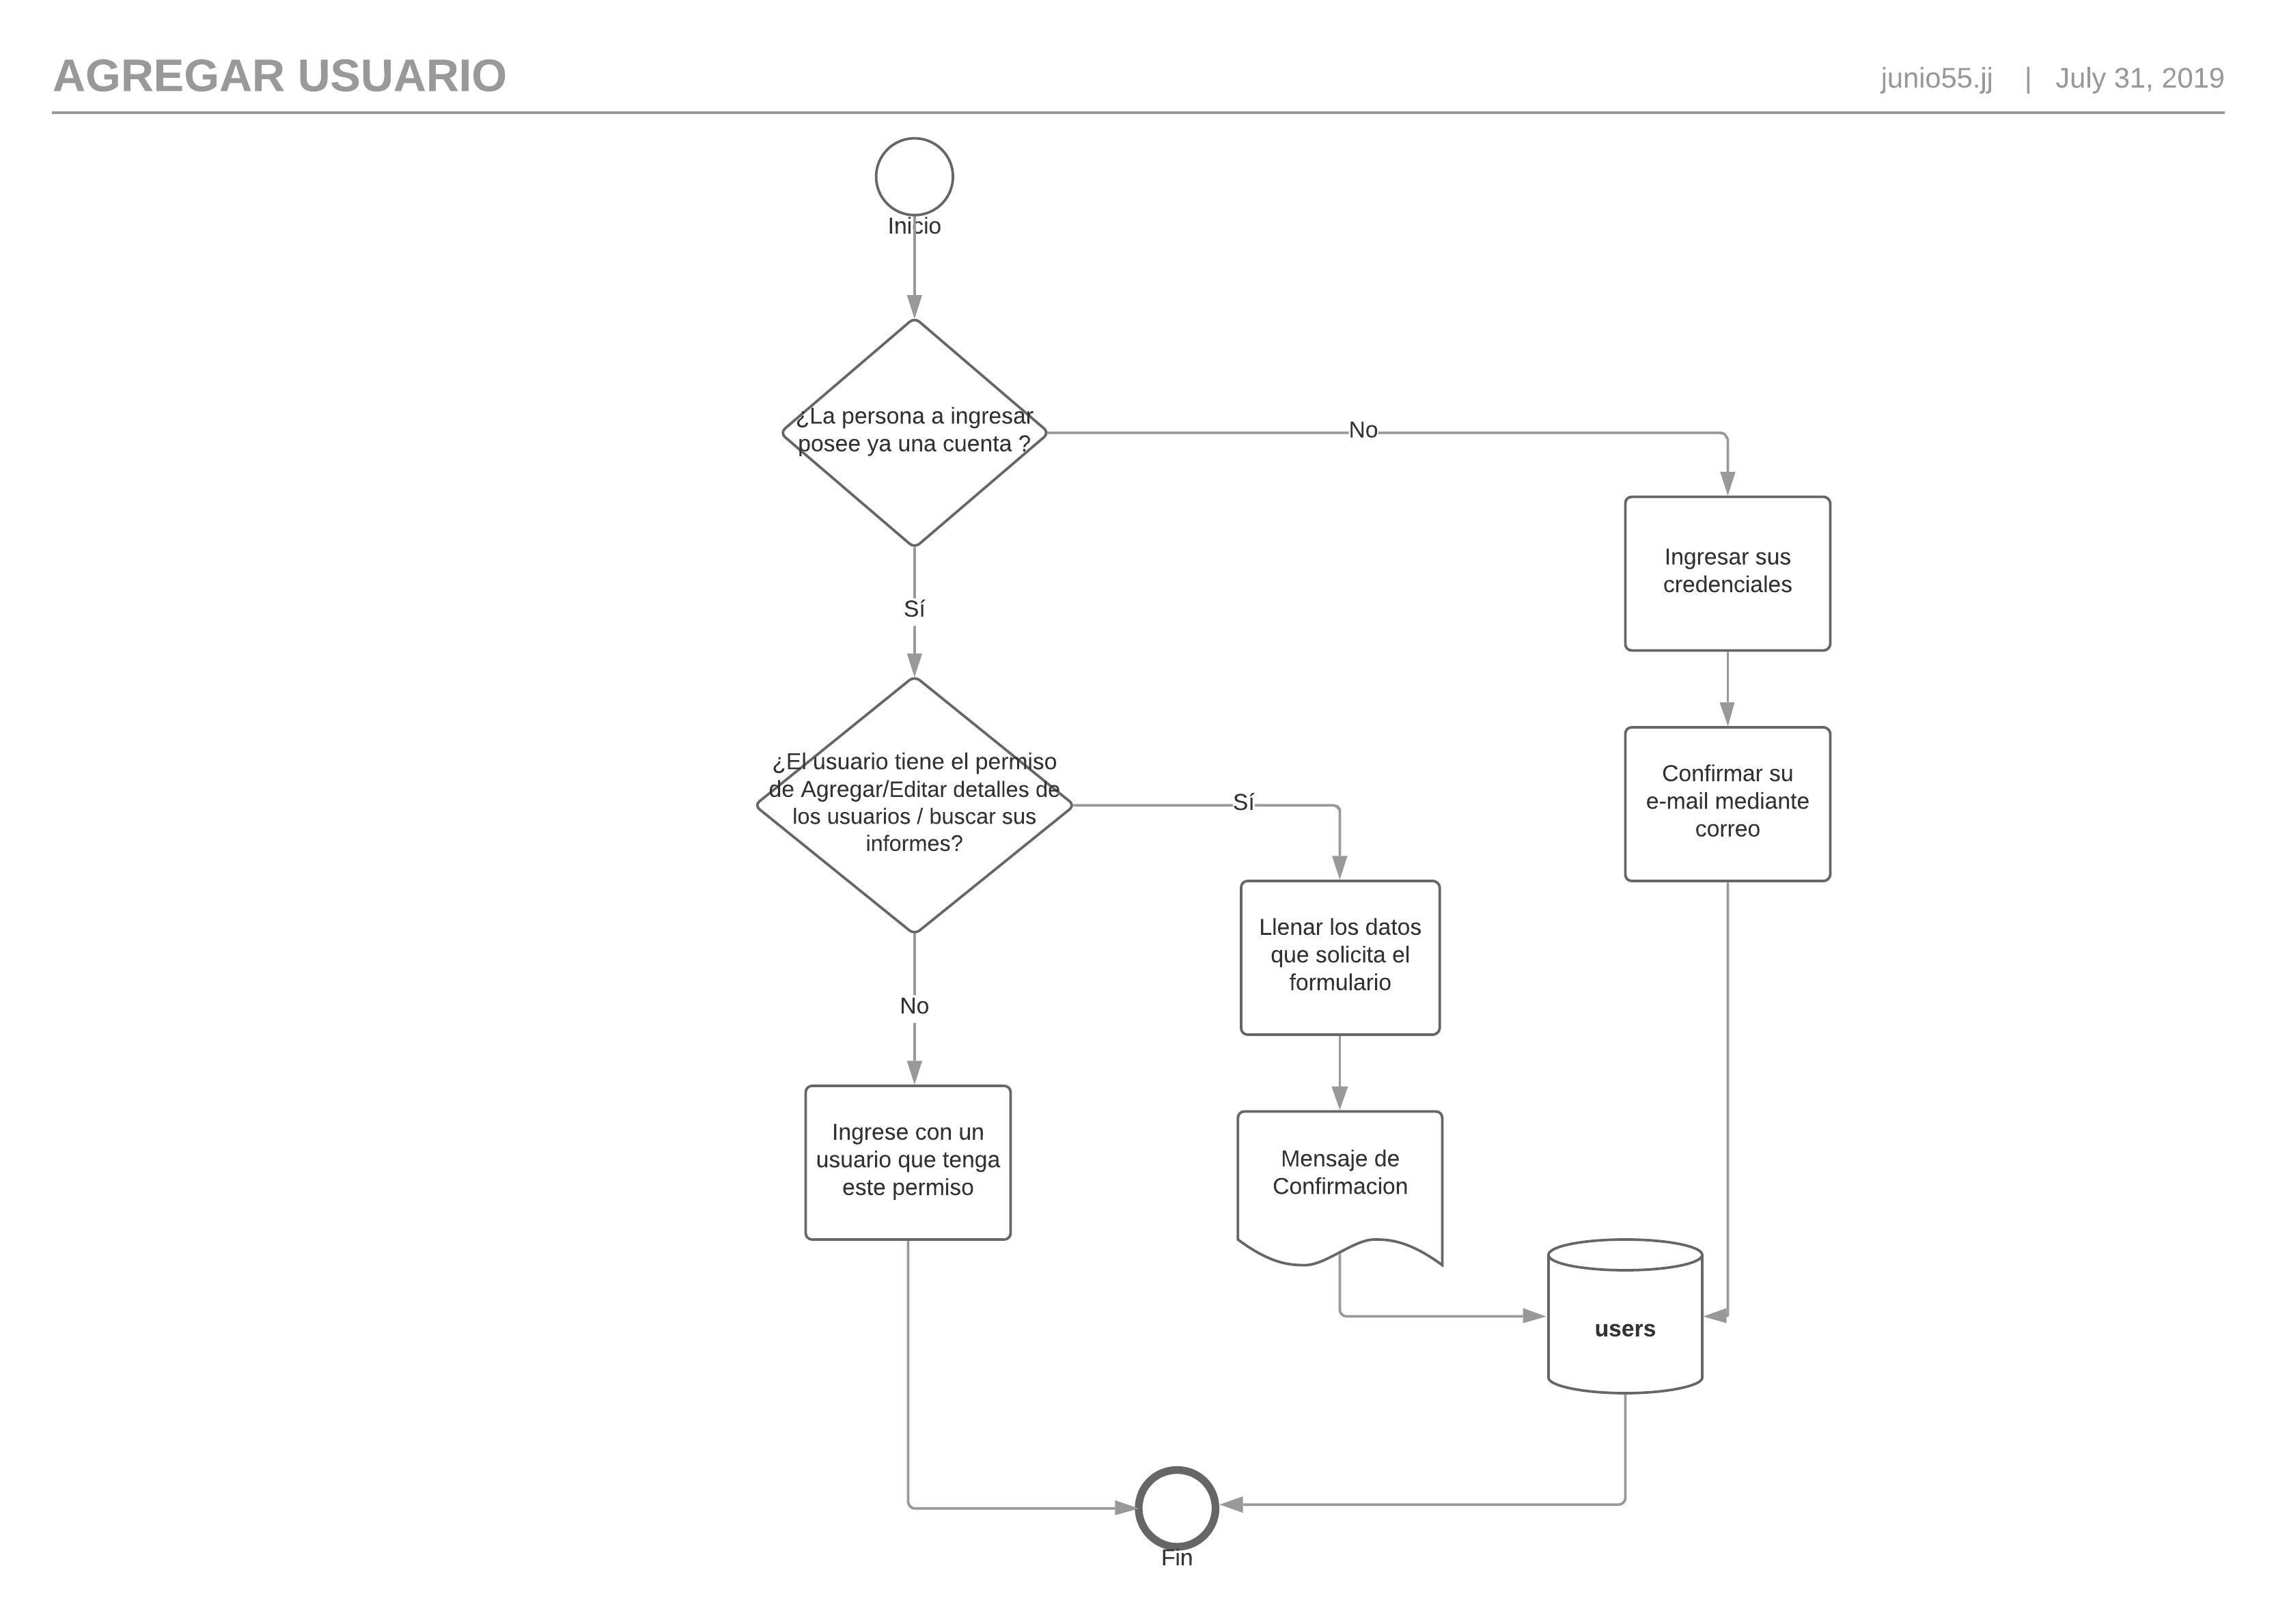 AGREGAR USUARIO
junio55.jj | July 31, 2019
Inicio
¿La persona a ingresar
posee ya una cuenta ?
No
Sí
Ingresar sus
credenciales
Confirmar su
e-mail mediante
correo
¿El usuario tiene el permiso
de Agregar/Editar detalles de
los usuarios / buscar sus
informes?
Sí
No
Llenar los datos
que solicita el
formulario
Mensaje de
Confirmacion
Ingrese con un
usuario que tenga
este permiso
users
Fin